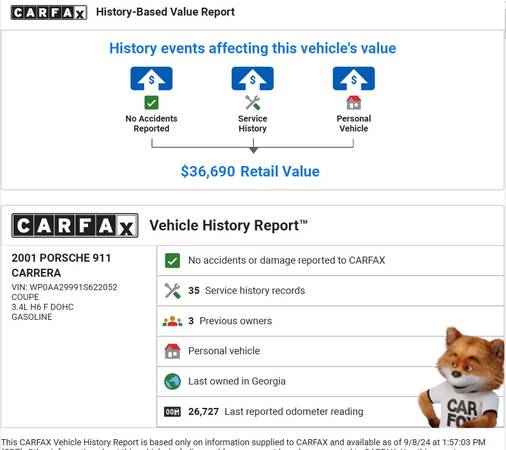 CARFAX History-Based Value Report
History events affecting this vehicle's value
$ $ $
No Accidents Reported
Service History
Personal Vehicle
$36,690 Retail Value
CARFAX Vehicle History Report™
2001 PORSCHE 911
CARRERA
VIN: WP0AA29991S622052
COUPE
3.4L H6 F DOHC
GASOLINE
No accidents or damage reported to CARFAX
35 Service history records
3 Previous owners
Personal vehicle
Last owned in Georgia
26,727 Last reported odometer reading
CAR
FOX
This CARFAX Vehicle History Report is based only on information supplied to CARFAX and available as of 9/8/24 at 1:57:03 PM